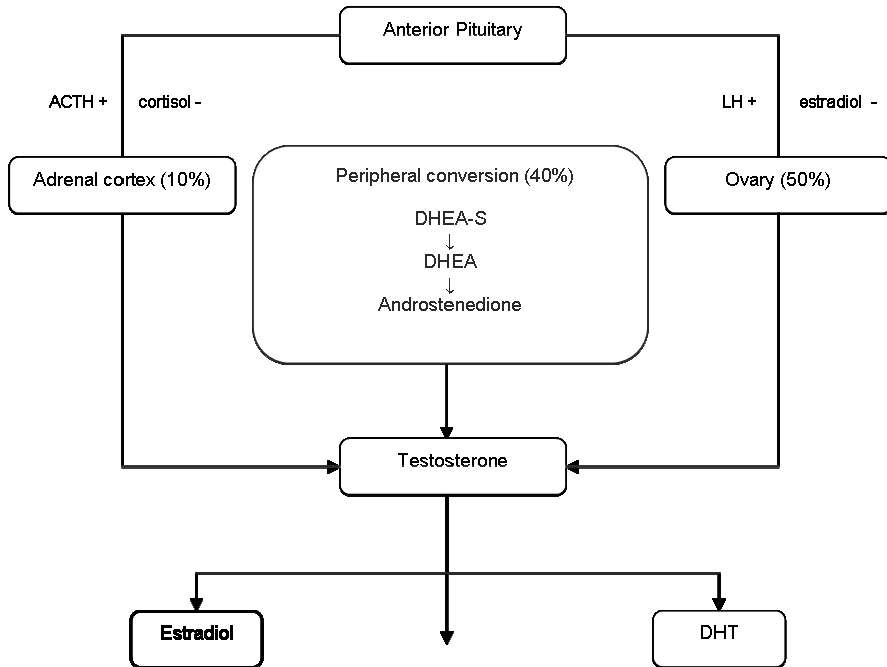 Anterior Pituitary
ACTH + cortisol -
LH + estradiol -
Adrenal cortex (10%)
Peripheral conversion (40%)
Ovary (50%)
DHEA-S
↓
DHEA
↓
Androstenedione
Testosterone
Estradiol
DHT